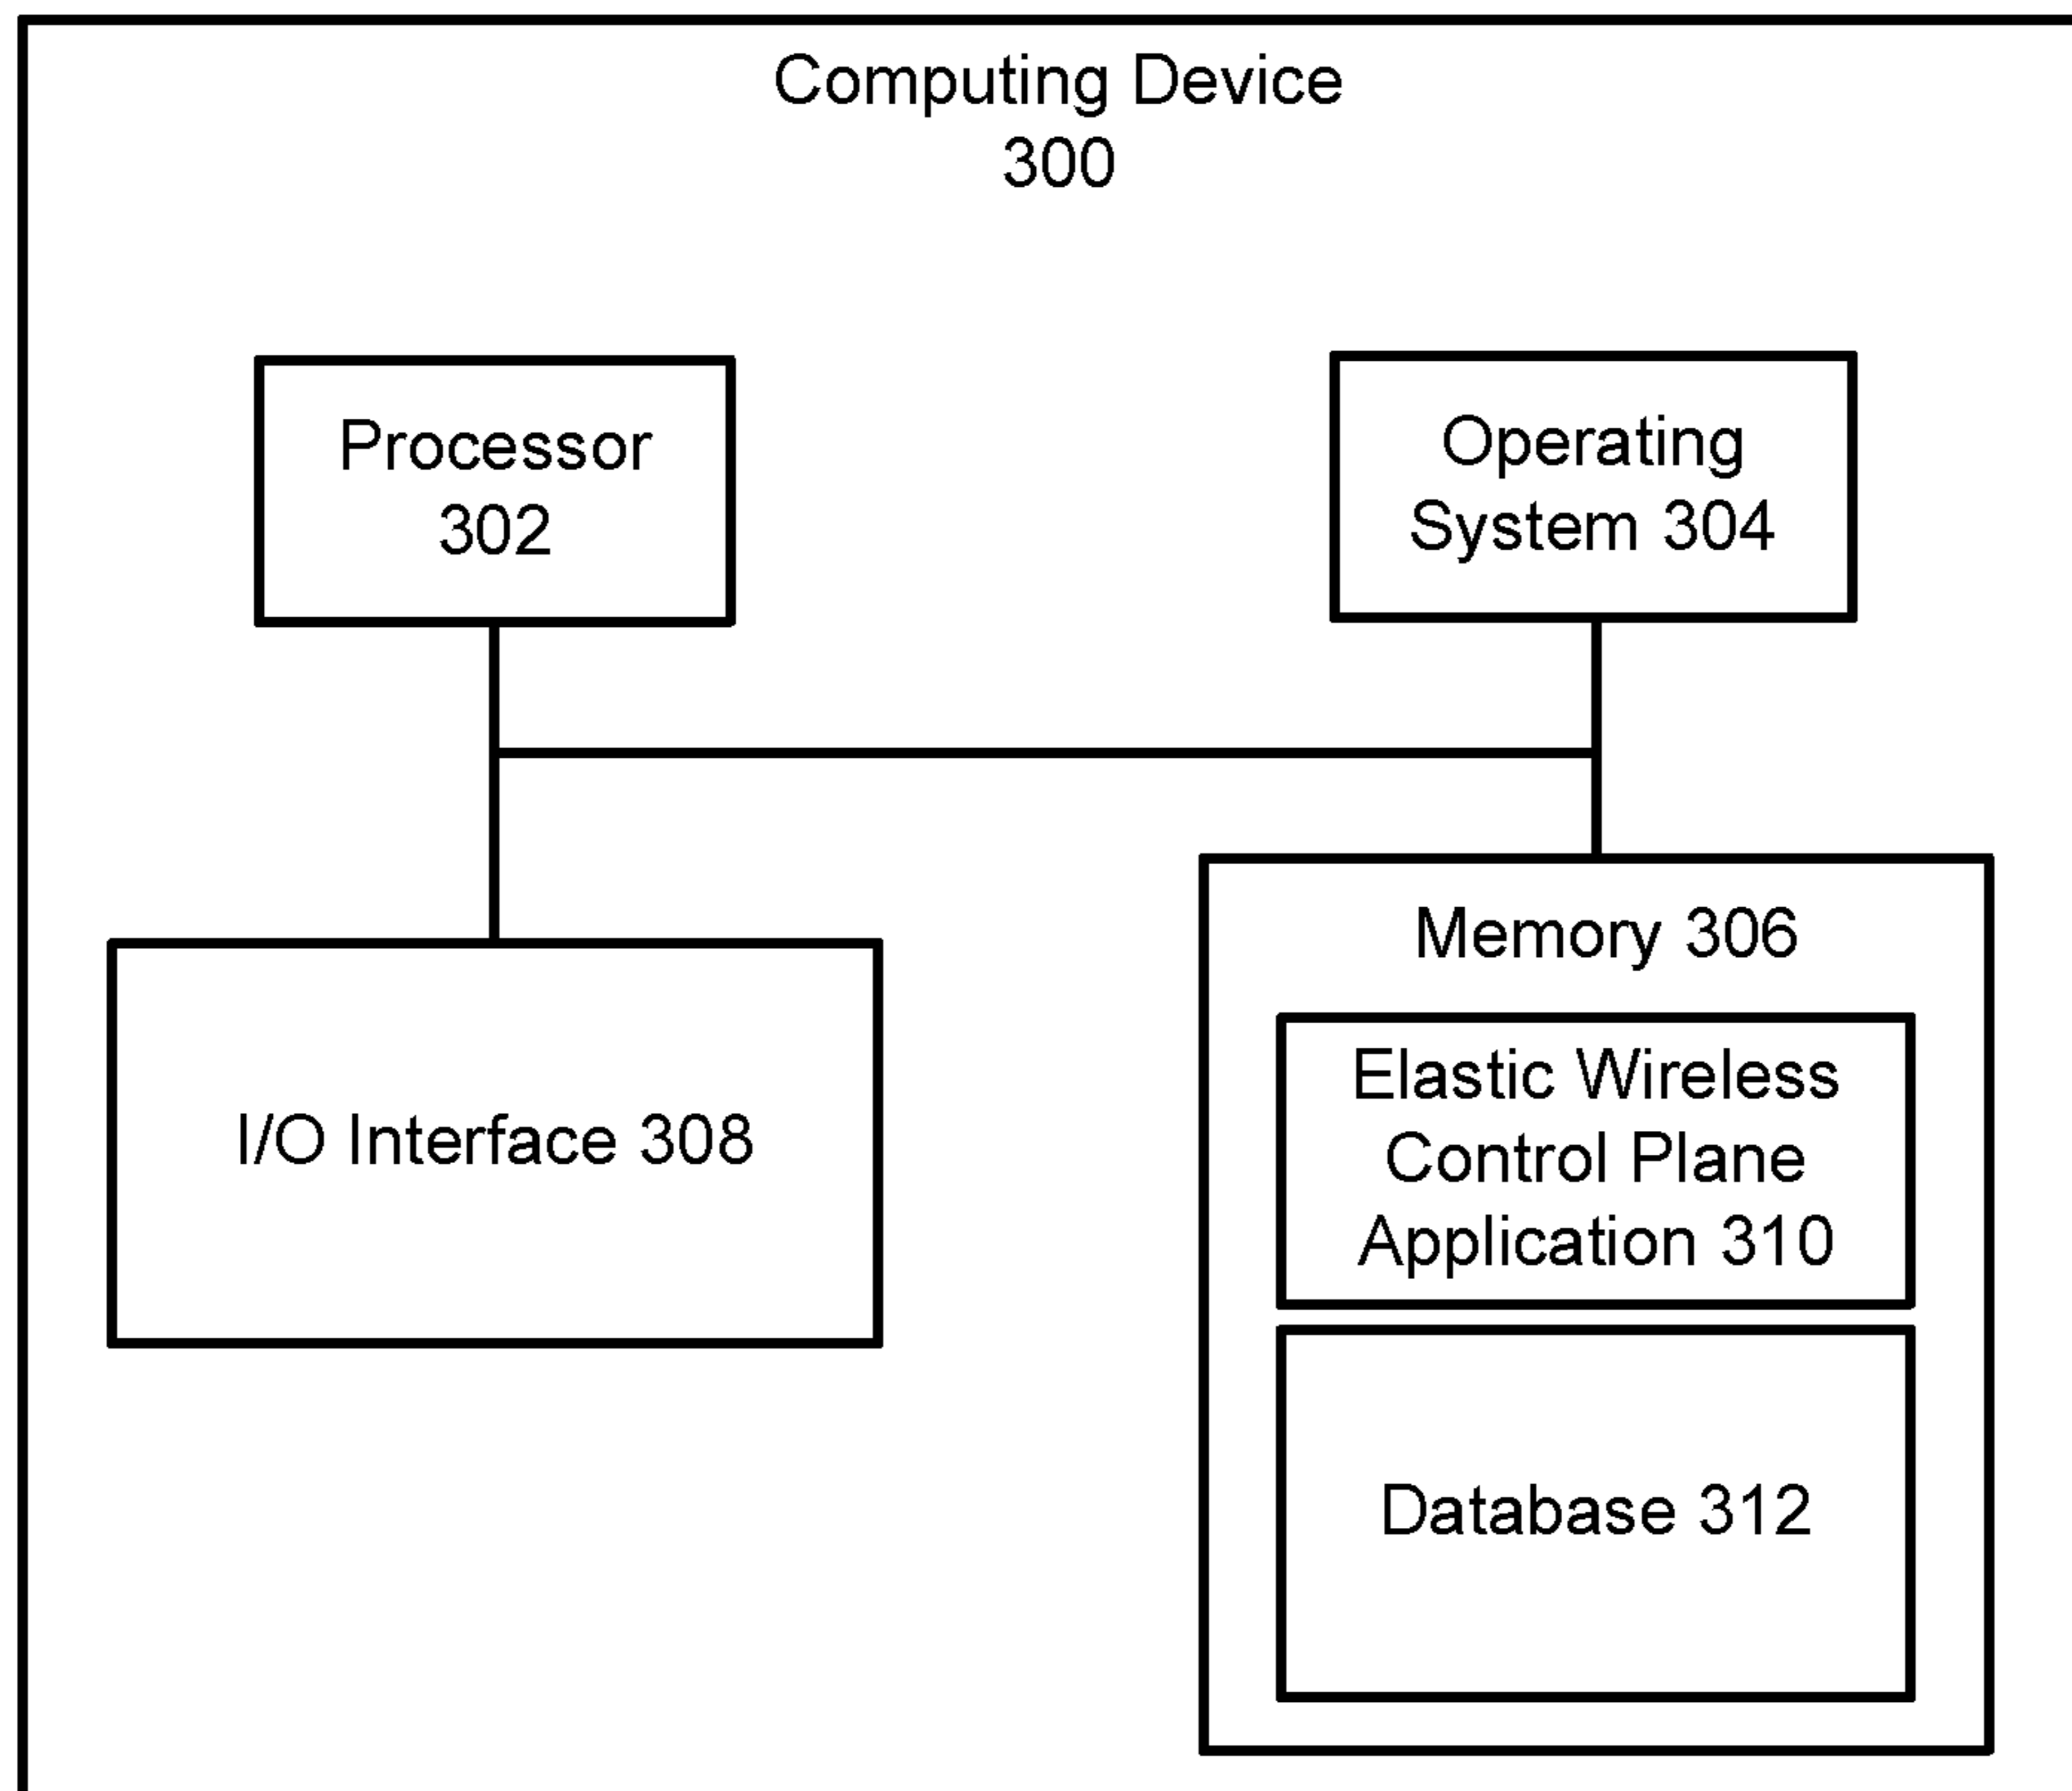 Computing Device
300
Processor
302
Operating
System 304
I/O Interface 308
Memory 306
Elastic Wireless
Control Plane
Application 310
Database 312